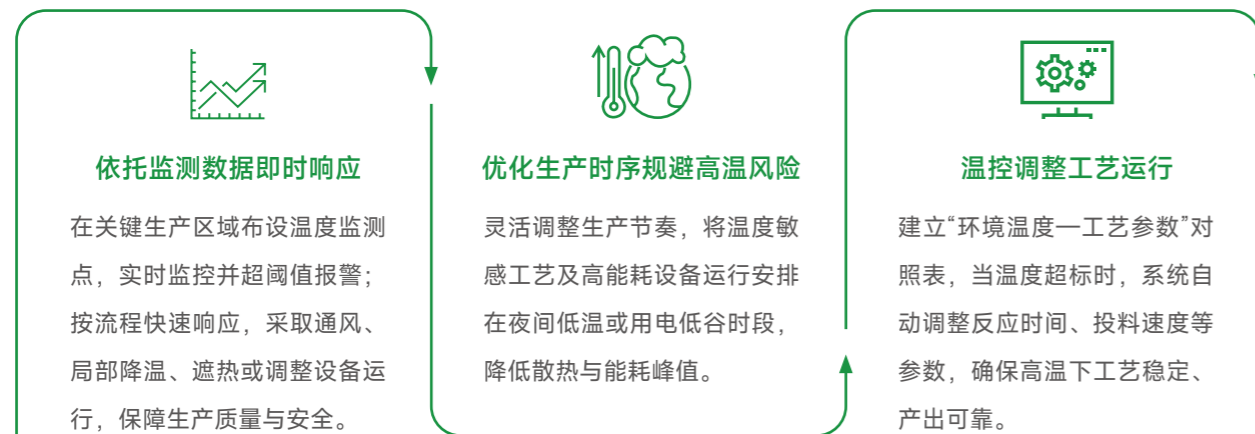 依托监测数据即时响应
在关键生产区域布设温度监测
点，实时监控并超阈值报警；
按流程快速响应，采取通风、
局部降温、遮热或调整设备运
行，保障生产质量与安全。
优化生产时序规避高温风险
灵活调整生产节奏，将温度敏
感工艺及高能耗设备运行安排
在夜间低温或用电低谷时段，
降低散热与能耗峰值。
温控调整工艺运行
建立“环境温度—工艺参数”对
照表，当温度超标时，系统自
动调整反应时间、投料速度等
参数，确保高温下工艺稳定、
产出可靠。